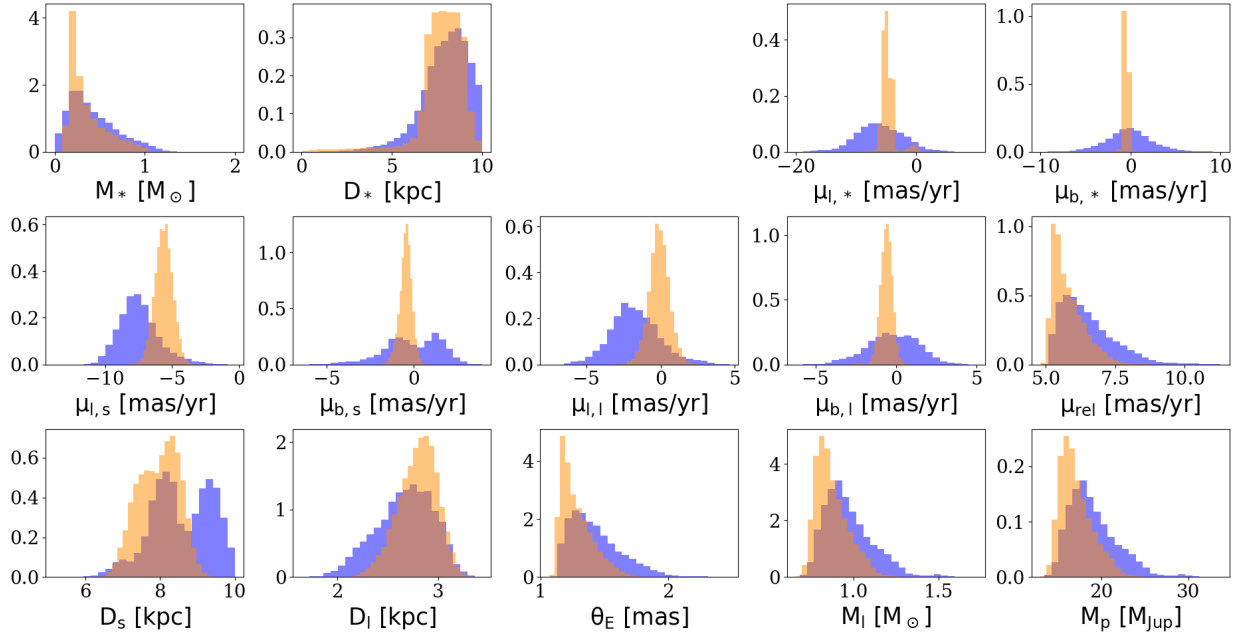 4
2
0
0 1 2
M* [M⊙]
0.3
0.2
0.1
0.0
0 5 10
D* [kpc]
0.4
0.2
0.0
−20 0
μl,* [mas/yr]
1.0
0.5
0.0
−10 0 10
μb,* [mas/yr]
0.6
0.4
0.2
0.0
−10 −5 0
μl,s [mas/yr]
1.0
0.5
0.0
−5 0
μb,s [mas/yr]
0.6
0.4
0.2
0.0
−5 0 5
μl,l [mas/yr]
1.0
0.5
0.0
−5 0 5
μb,l [mas/yr]
1.0
0.5
0.0
5.0 7.5 10.0
μrel [mas/yr]
0.6
0.4
0.2
0.0
6 8 10
Ds [kpc]
2
1
0
2 3
Dl [kpc]
4
2
0
1 2
θE [mas]
4
2
0
1.0 1.5
Ml [M⊙]
0.2
0.1
0.0
20 30
Mp [MJup]